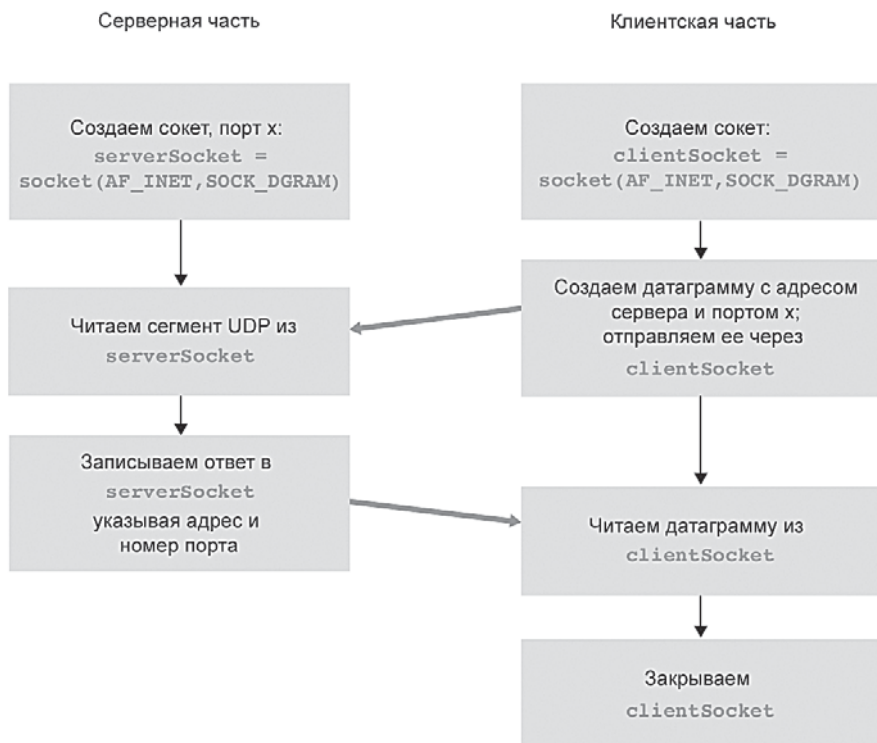 Серверная часть
Создаем сокет, порт x:
serverSocket =
socket(AF_INET,SOCK_DGRAM)
Читаем сегмент UDP из
serverSocket
Записываем ответ в
serverSocket
указывая адрес и
номер порта
Клиентская часть
Создаем сокет:
clientSocket =
socket(AF_INET,SOCK_DGRAM)
Создаем датаграмму с адресом
сервера и портом x;
отправляем ее через
clientSocket
Читаем датаграмму из
clientSocket
Закрываем
clientSocket